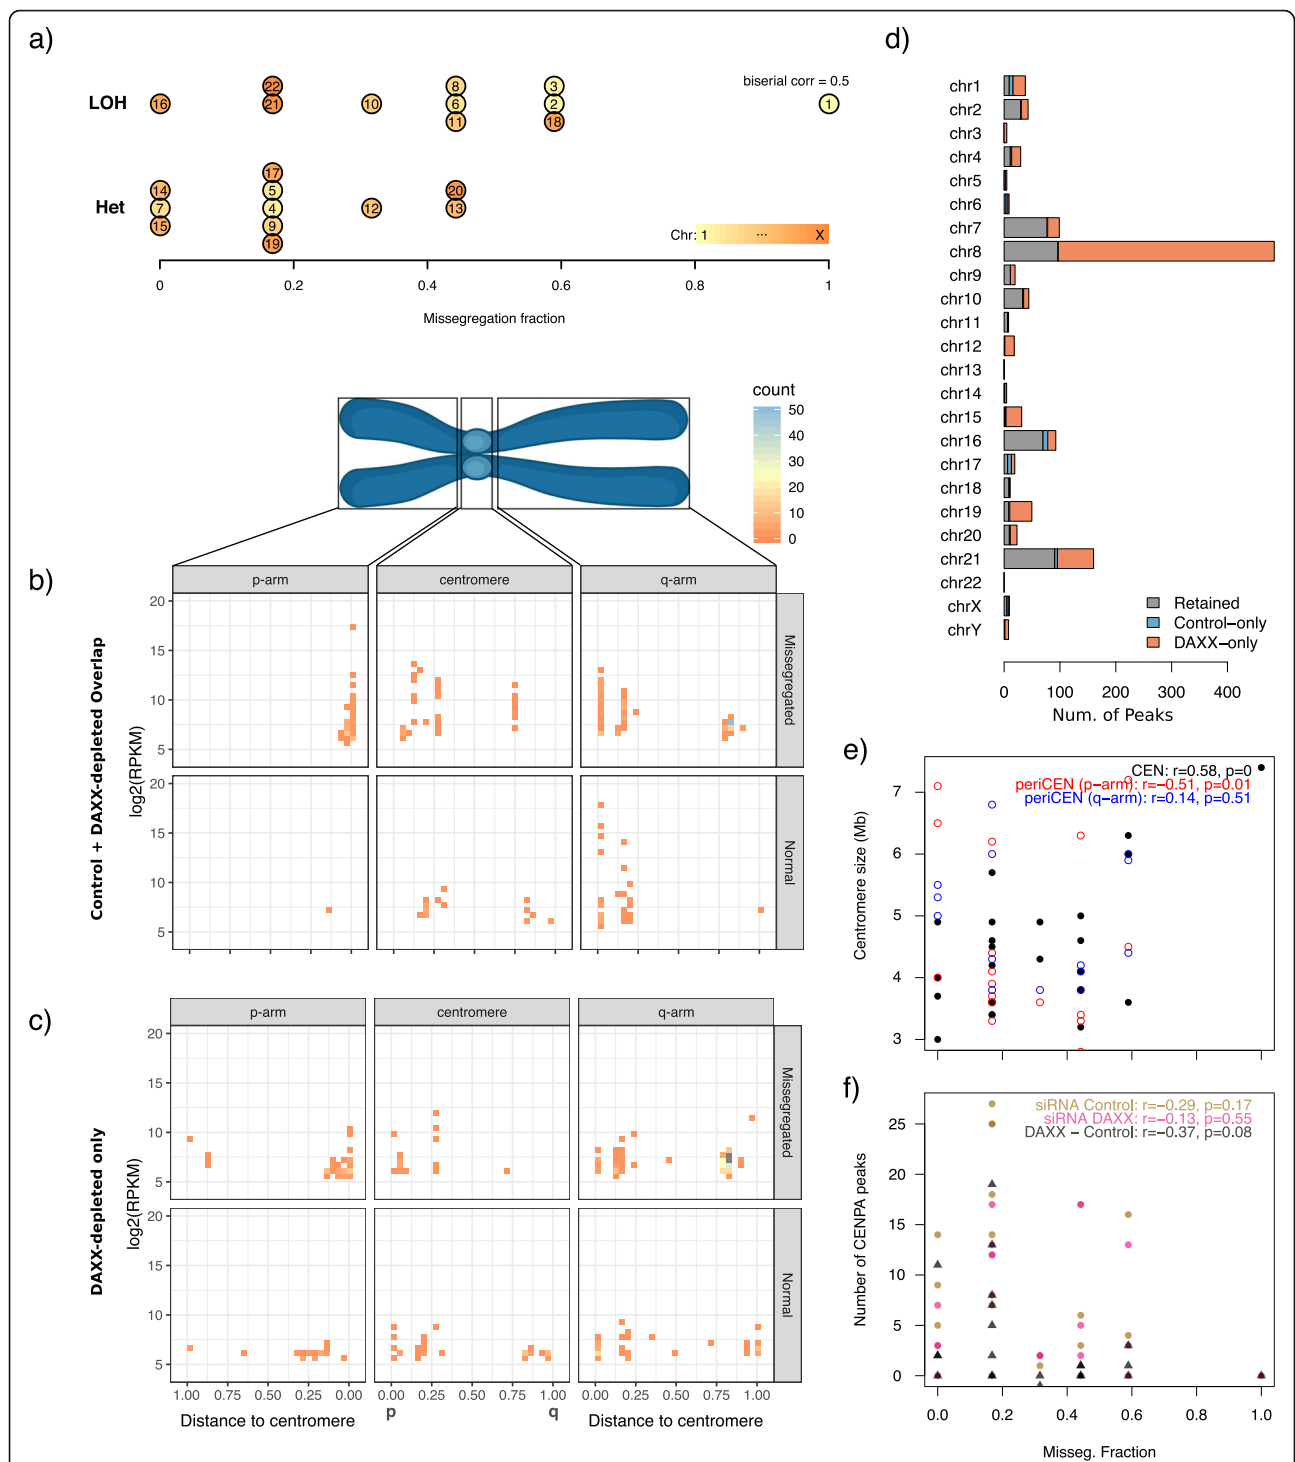 a)
LOH
Het
16
22
21
10
8
6
11
3
2
18
1
biserial corr = 0.5
14
7
15
17
5
4
9
19
12
20
13
Chr: 1 ... X
0 0.2 0.4 0.6 0.8 1
Missegregation fraction
count
50
40
30
20
10
0
b)
Control + DAXX-depleted Overlap
log2(RPKM)
p-arm centromere q-arm
20
15
10
5
Missegregated
20
15
10
5
Normal
c)
DAXX-depleted only
log2(RPKM)
p-arm centromere q-arm
20
15
10
5
Missegregated
20
15
10
5
Normal
1.00 0.75 0.50 0.25 0.00 0.00 0.25 0.50 0.75 1.00 0.00 0.25 0.50 0.75 1.00
p q
Distance to centromere Distance to centromere
d)
chr1
chr2
chr3
chr4
chr5
chr6
chr7
chr8
chr9
chr10
chr11
chr12
chr13
chr14
chr15
chr16
chr17
chr18
chr19
chr20
chr21
chr22
chrX
chrY
Retained
Control−only
DAXX−only
0 100 200 300 400
Num. of Peaks
e)
CEN: r=0.58, p=0
periCEN (p−arm): r=−0.51, p=0.01
periCEN (q−arm): r=0.14, p=0.51
Centromere size (Mb)
7
6
5
4
3
f)
siRNA Control: r=−0.29, p=0.17
siRNA DAXX: r=−0.13, p=0.55
DAXX − Control: r=−0.37, p=0.08
Number of CENPA peaks
25
20
15
10
5
0
0.0 0.2 0.4 0.6 0.8 1.0
Misseg. Fraction